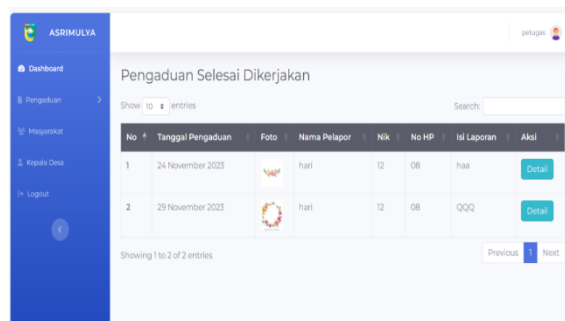 ASRIMULYA
petugas
Dashboard
Pengaduan
Masyarakat
Kepala Desa
Logout
Pengaduan Selesai Dikerjakan
Show 10 entries
Search:
No Tanggal Pengaduan Foto Nama Pelapor Nik No HP Isi Laporan Aksi
1 24 November 2023 hari 12 08 haa Detail
2 29 November 2023 hari 12 08 QQQ Detail
Showing 1 to 2 of 2 entries
Previous 1 Next